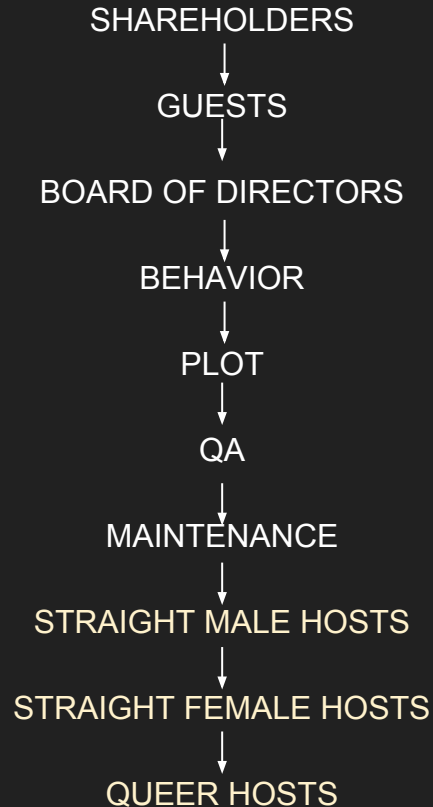 SHAREHOLDERS
GUESTS
BOARD OF DIRECTORS
BEHAVIOR
PLOT
QA
MAINTENANCE
STRAIGHT MALE HOSTS
STRAIGHT FEMALE HOSTS
QUEER HOSTS